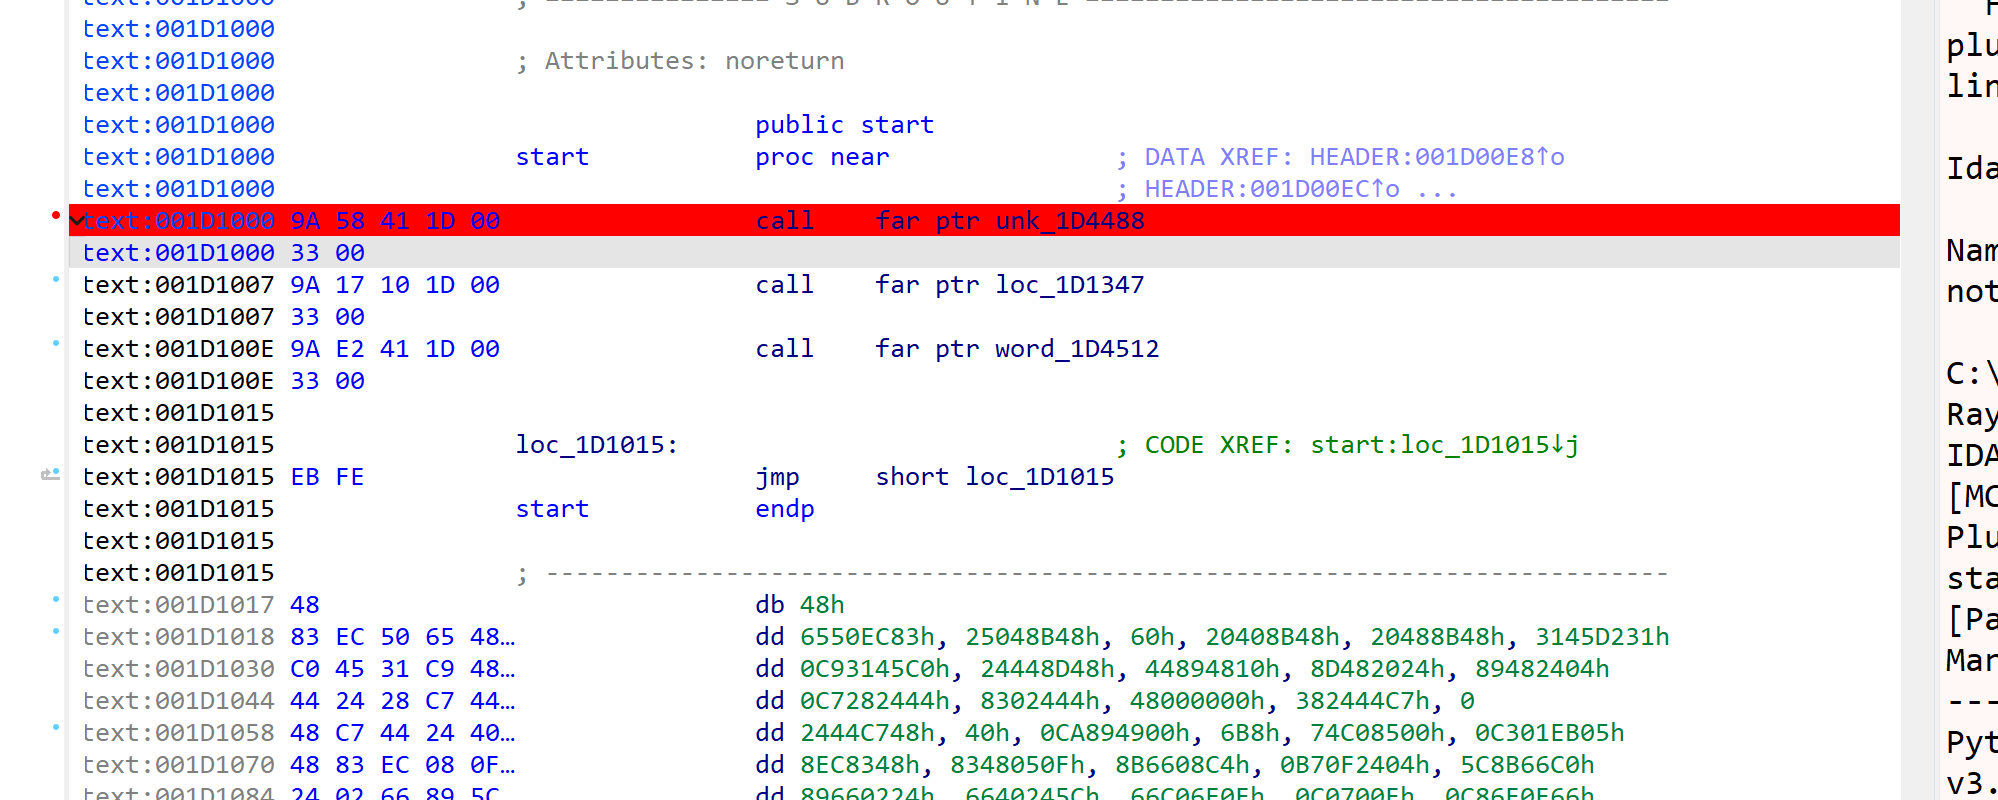 text:001D1000 ; --------------- S U B R O U T I N E ---------------------------------------
text:001D1000
text:001D1000 ; Attributes: noreturn
text:001D1000
text:001D1000 public start
text:001D1000 start proc near ; DATA XREF: HEADER:001D00E8↑o
text:001D1000 ; HEADER:001D00EC↑o ...
text:001D1000 9A 58 41 1D 00 call far ptr unk_1D4488
text:001D1000 33 00
text:001D1007 9A 17 10 1D 00 call far ptr loc_1D1347
text:001D1007 33 00
text:001D100E 9A E2 41 1D 00 call far ptr word_1D4512
text:001D100E 33 00
text:001D1015
text:001D1015 loc_1D1015: ; CODE XREF: start:loc_1D1015↓j
text:001D1015 EB FE jmp short loc_1D1015
text:001D1015 start endp
text:001D1015
text:001D1015 ; ---------------------------------------------------------------------------
text:001D1017 48 db 48h
text:001D1018 83 EC 50 65 48… dd 6550EC83h, 25048B48h, 60h, 20408B48h, 20488B48h, 3145D231h
text:001D1030 C0 45 31 C9 48… dd 0C93145C0h, 24448D48h, 44894810h, 8D482024h, 89482404h
text:001D1044 44 24 28 C7 44… dd 0C7282444h, 8302444h, 48000000h, 382444C7h, 0
text:001D1058 48 C7 44 24 40… dd 2444C748h, 40h, 0CA894900h, 6B8h, 74C08500h, 0C301EB05h
text:001D1070 48 83 EC 08 0F… dd 8EC8348h, 8348050Fh, 8B6608C4h, 0B70F2404h, 5C8B66C0h
text:001D1084 24 02 66 89 5C dd 89660224h, 6640245Ch, 66C06E0Fh, 0C0700Fh, 0C86E0F66h
plu
lin
Ida
Nam
not
C:\
Ray
IDA
[MC
Plu
sta
[Pa
Mar
---
Pyt
v3.